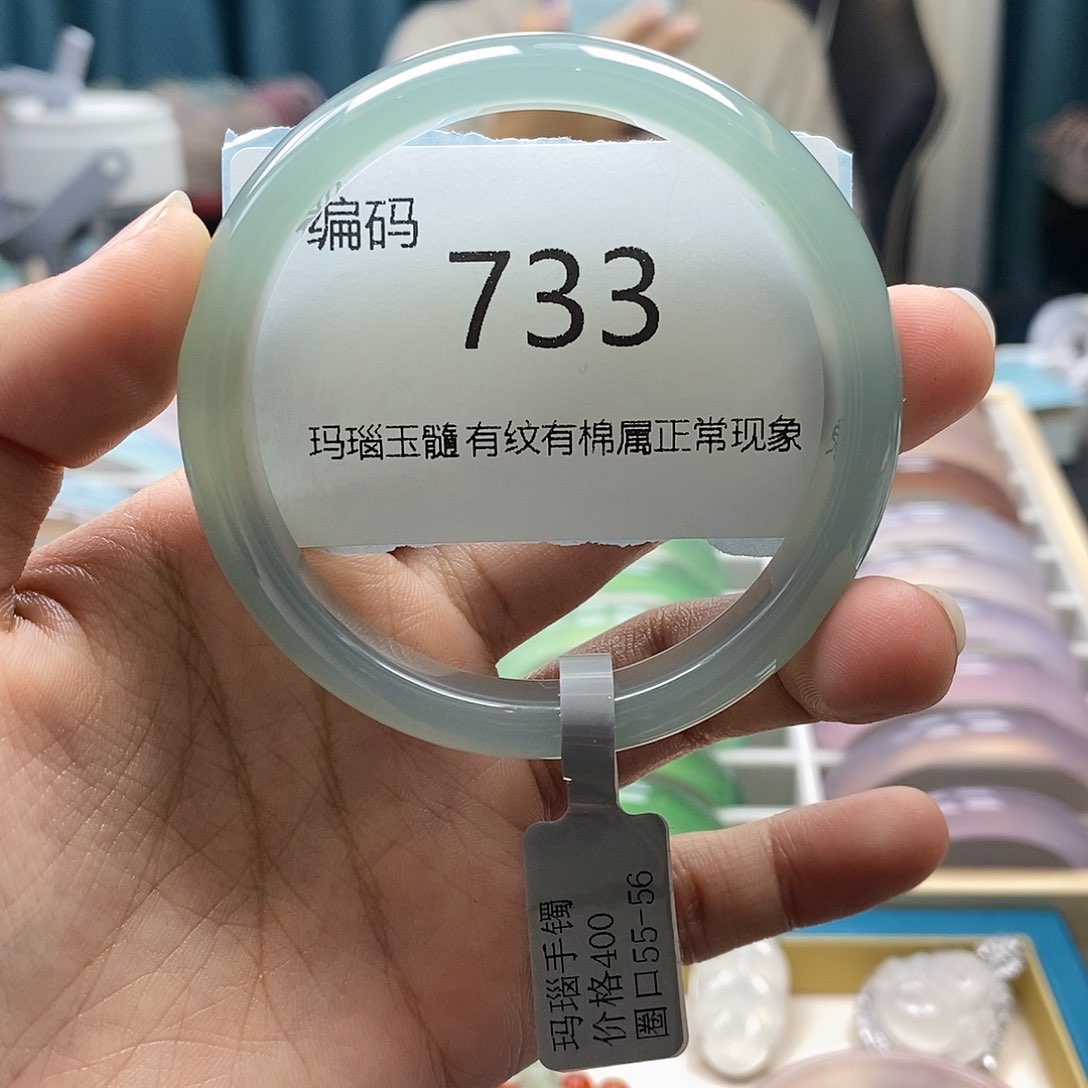 编码
733
玛瑙玉髓有纹有棉属正常现象
玛瑙手镯
价格400
圈口55-56